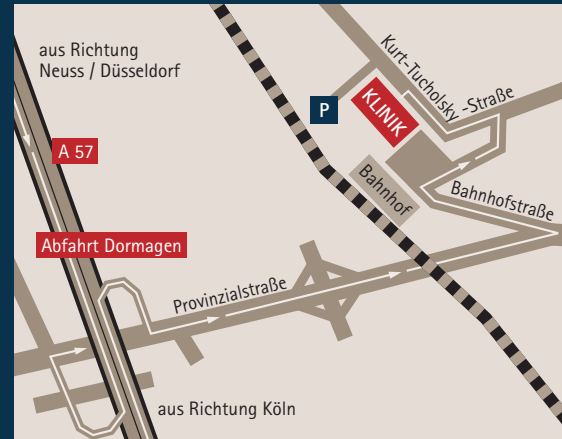 aus Richtung
Neuss / Düsseldorf
Kurt-Tucholsky
-Straße
P
KLINIK
A 57
Bahnhof
Bahnhofstraße
Abfahrt Dormagen
Provinzialstraße
aus Richtung Köln